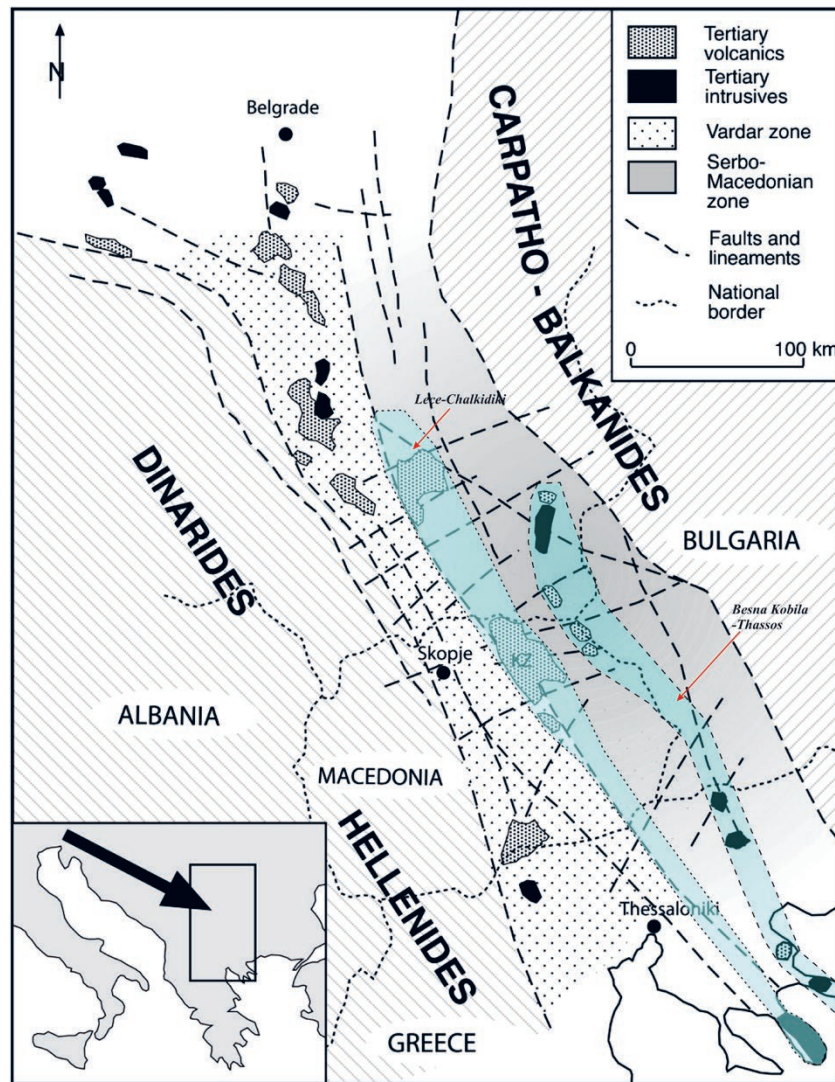 N
Belgrade
CARPATHO - BALKANIDES
Tertiary
volcanics
Tertiary
intrusives
Vardar zone
Serbo-
Macedonian
zone
Faults and
lineaments
National
border
0 100 km
Lece-Chalkidiki
DINARIDES
BULGARIA
Besna Kobila
-Thassos
Skopje
KZ
ALBANIA
MACEDONIA
HELLENIDES
Thessaloniki
GREECE